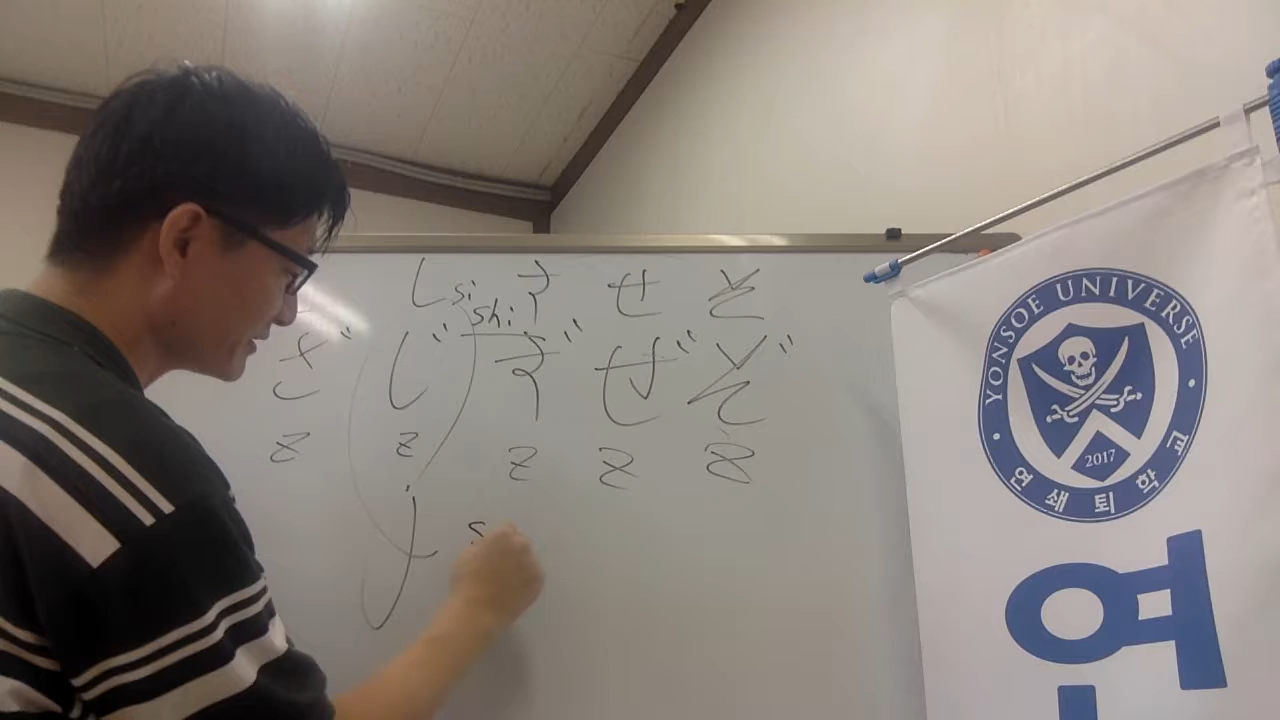 し si す せ そ
shi
ざ じ ず ぜ ぞ
z z z z z
j s
YONSOE UNIVERSE
2017
연쇄퇴학교
연